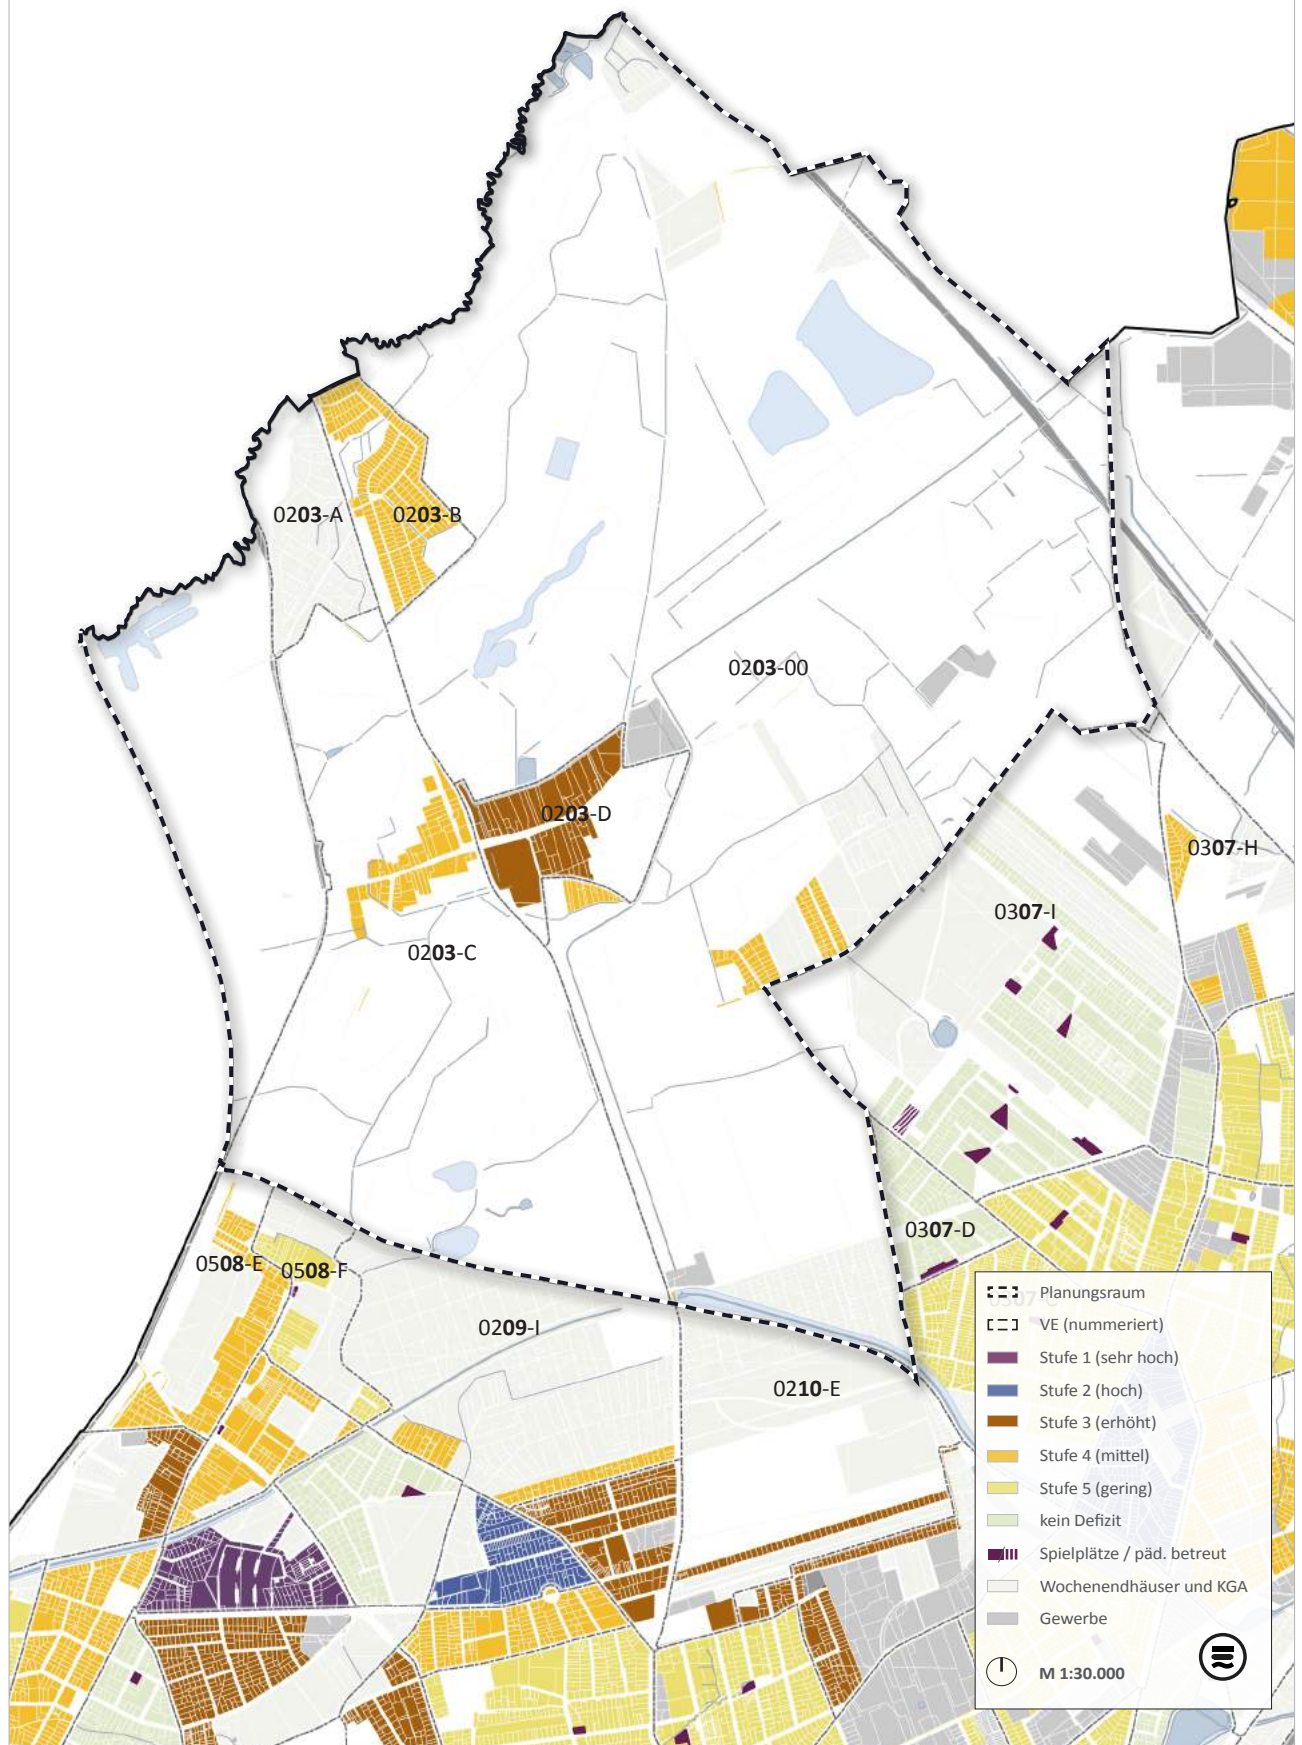 0203-A
0203-B
0203-00
0203-D
0307-H
0307-I
0203-C
0307-D
0508-E
0508-F
0209-I
0210-E
Planungsraum
VE (nummeriert)
Stufe 1 (sehr hoch)
Stufe 2 (hoch)
Stufe 3 (erhöht)
Stufe 4 (mittel)
Stufe 5 (gering)
kein Defizit
Spielplätze / päd. betreut
Wochenendhäuser und KGA
Gewerbe
M 1:30.000